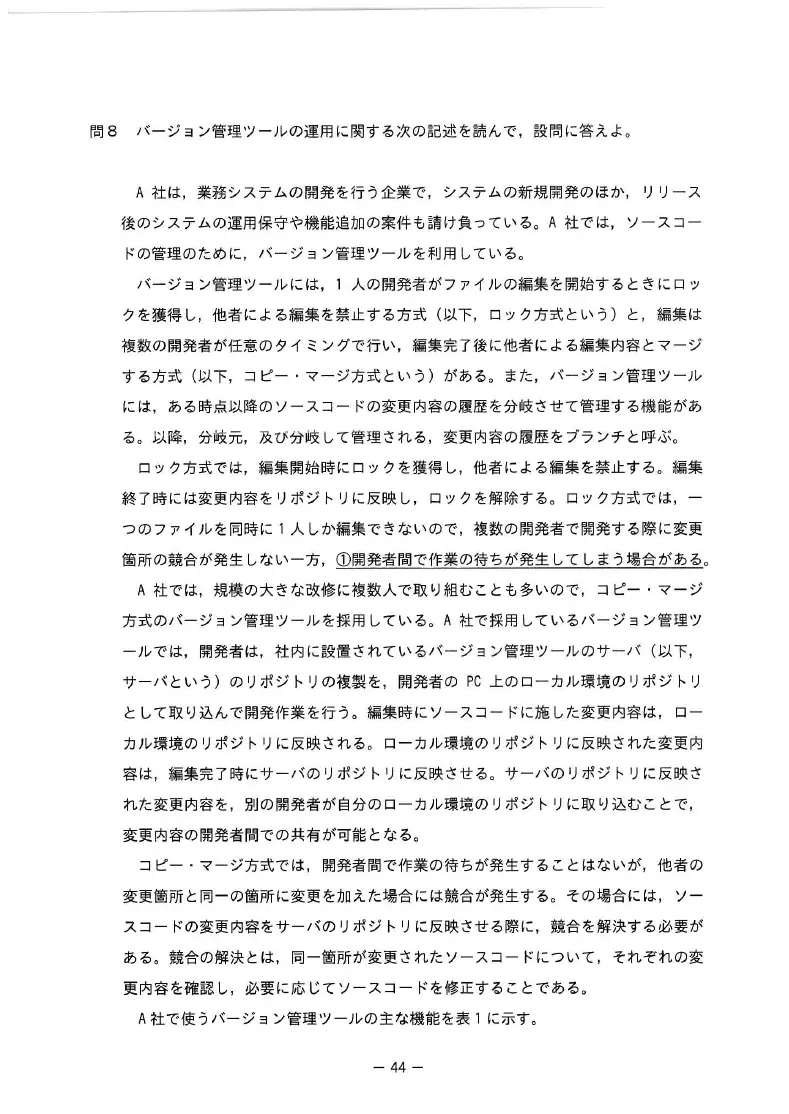 問8 バージョン管理ツールの運用に関する次の記述を読んで，設問に答えよ。
A 社は，業務システムの開発を行う企業で，システムの新規開発のほか，リリース
後のシステムの運用保守や機能追加の案件も請け負っている。A 社では，ソースコー
ドの管理のために，バージョン管理ツールを利用している。
バージョン管理ツールには，1 人の開発者がファイルの編集を開始するときにロッ
クを獲得し，他者による編集を禁止する方式（以下，ロック方式という）と，編集は
複数の開発者が任意のタイミングで行い，編集完了後に他者による編集内容とマージ
する方式（以下，コピー・マージ方式という）がある。また，バージョン管理ツール
には，ある時点以降のソースコードの変更内容の履歴を分岐させて管理する機能があ
る。以降，分岐元，及び分岐して管理される，変更内容の履歴をブランチと呼ぶ。
ロック方式では，編集開始時にロックを獲得し，他者による編集を禁止する。編集
終了時には変更内容をリポジトリに反映し，ロックを解除する。ロック方式では，一
つのファイルを同時に1人しか編集できないので，複数の開発者で開発する際に変更
箇所の競合が発生しない一方，①開発者間で作業の待ちが発生してしまう場合がある。
A 社では，規模の大きな改修に複数人で取り組むことも多いので，コピー・マージ
方式のバージョン管理ツールを採用している。A 社で採用しているバージョン管理ツ
ールでは，開発者は，社内に設置されているバージョン管理ツールのサーバ（以下，
サーバという）のリポジトリの複製を，開発者の PC 上のローカル環境のリポジトリ
として取り込んで開発作業を行う。編集時にソースコードに施した変更内容は，ロー
カル環境のリポジトリに反映される。ローカル環境のリポジトリに反映された変更内
容は，編集完了時にサーバのリポジトリに反映させる。サーバのリポジトリに反映さ
れた変更内容を，別の開発者が自分のローカル環境のリポジトリに取り込むことで，
変更内容の開発者間での共有が可能となる。
コピー・マージ方式では，開発者間で作業の待ちが発生することはないが，他者の
変更箇所と同一の箇所に変更を加えた場合には競合が発生する。その場合には，ソー
スコードの変更内容をサーバのリポジトリに反映させる際に，競合を解決する必要が
ある。競合の解決とは，同一箇所が変更されたソースコードについて，それぞれの変
更内容を確認し，必要に応じてソースコードを修正することである。
A社で使うバージョン管理ツールの主な機能を表1に示す。
― 44 ―